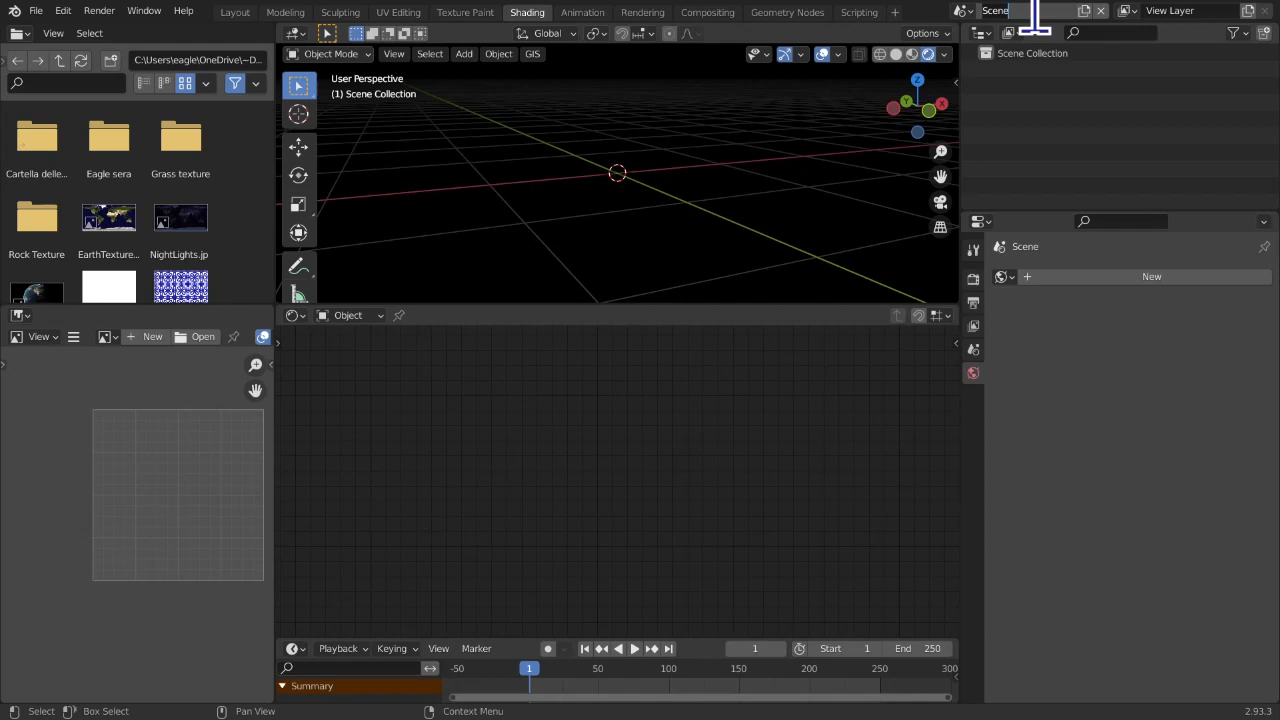 File Edit Render Window Help
Layout Modeling Sculpting UV Editing Texture Paint Shading Animation Rendering Compositing Geometry Nodes Scripting +
Scene
View Layer
View Select
C:\Users\eagle\OneDrive\~D...
Cartella delle...
Eagle sera
Grass texture
Rock Texture
EarthTexture...
NightLights.jp
View
New
Open
Global
Options
Object Mode View Select Add Object GIS
User Perspective
(1) Scene Collection
Z
Y
X
Object
Playback Keying View Marker
1
Start 1
End 250
-50 1 50 100 150 200 250 300
Summary
Scene Collection
Scene
New
Select
Box Select
Pan View
Context Menu
2.93.3